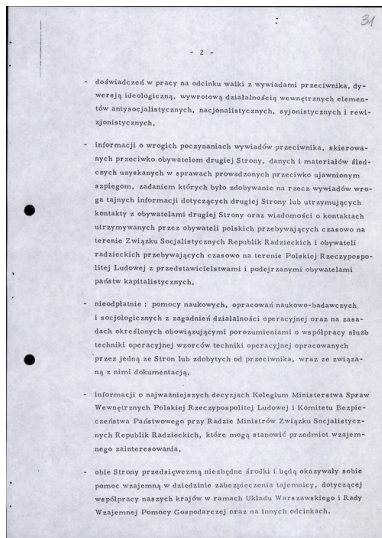 31
- 2 -
- doświadczeń w pracy na odcinku walki z wywiadami przeciwnika, dy-
wersją ideologiczną, wywrotową działalnością wewnętrznych elemen-
tów antysocjalistycznych, nacjonalistycznych, syjonistycznych i rewi-
zjonistycznych,
- informacji o wrogich poczynaniach wywiadów przeciwnika, skierowa-
nych przeciwko obywatelom drugiej Strony, danych i materiałów śled-
czych uzyskanych w sprawach prowadzonych przeciwko ujawnionym
szpiegom, zadaniem których było zdobywanie na rzecz wywiadów wro-
ga tajnych informacji dotyczących drugiej Strony lub utrzymujących
kontakty z obywatelami drugiej Strony oraz wiadomości o kontaktach
utrzymywanych przez obywateli polskich przebywających czasowo na
terenie Związku Socjalistycznych Republik Radzieckich i obywateli
radzieckich przebywających czasowo na terenie Polskiej Rzeczypospo-
litej Ludowej z przedstawicielstwami i podejrzanymi obywatelami
państw kapitalistycznych,
- nieodpłatnie : pomocy naukowych, opracowań naukowo-badawczych
i socjologicznych z zagadnień działalności operacyjnej oraz na zasa-
dach określonych obowiązującymi porozumieniami o współpracy służb
techniki operacyjnej wzorców techniki operacyjnej opracowanych
przez jedną ze Stron lub zdobytych od przeciwnika, wraz ze związa-
ną z nimi dokumentacją,
- informacji o najważniejszych decyzjach Kolegium Ministerstwa Spraw
Wewnętrznych Polskiej Rzeczypospolitej Ludowej i Komitetu Bezpie-
czeństwa Państwowego przy Radzie Ministrów Związku Socjalistycz-
nych Republik Radzieckich, które mogą stanowić przedmiot wzajem-
nego zainteresowania,
- obie Strony przedsięwezmą niezbędne środki i będą okazywały sobie
pomoc wzajemną w dziedzinie zabezpieczenia tajemnicy, dotyczącej
współpracy naszych krajów w ramach Układu Warszawskiego i Rady
Wzajemnej Pomocy Gospodarczej oraz na innych odcinkach.